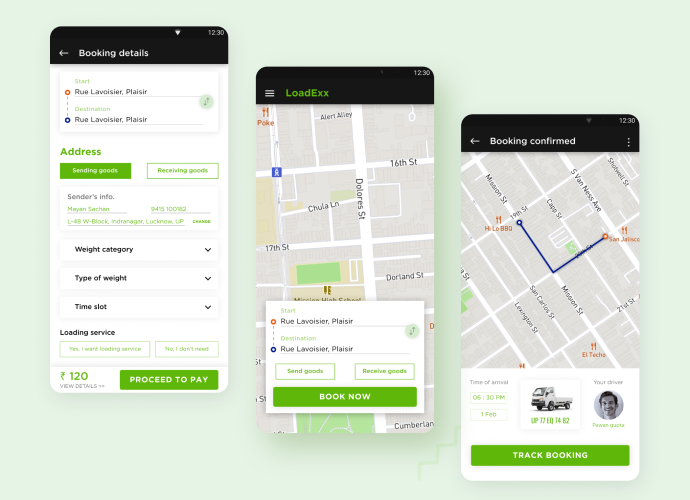 12:30
Booking details
Start
Rue Lavoisier, Plaisir
Destination
Rue Lavoisier, Plaisir
Address
Sending goods
Receiving goods
Sender's info.
Mayan Sachan
9415 100182
L-48 W-Block, Indranagar, Lucknow, UP
CHANGE
Weight category
Type of weight
Time slot
Loading service
Yes, I want loading service
No, I don't need
₹ 120
VIEW DETAILS >>
PROCEED TO PAY
12:30
LoadExx
Poke
Alert Alley
16th St
Dolores St
Chula Ln
17th St
Dorland St
Mission High School
Start
Rue Lavoisier, Plaisir
Destination
Rue Lavoisier, Plaisir
Send goods
Receive goods
BOOK NOW
Cumberlan
12:30
Booking confirmed
Shotwell St
S Van Ness Ave
Mission St
Capp St
19th St
Hi Lo BBQ
San Jalisco
20th St
San Carlos St
Mission St
Lexington St
21st St
El Techo
Time of arrival
06 : 30 PM
1 Feb
UP 77 EQ 74 82
Your driver
Pawan quote
TRACK BOOKING